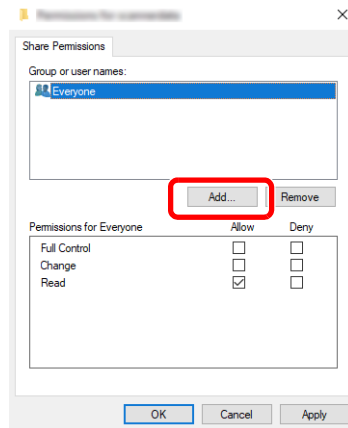 Share Permissions
Group or user names:
Everyone
Add... Remove
Permissions for Everyone Allow Deny
Full Control
Change
Read
OK Cancel Apply